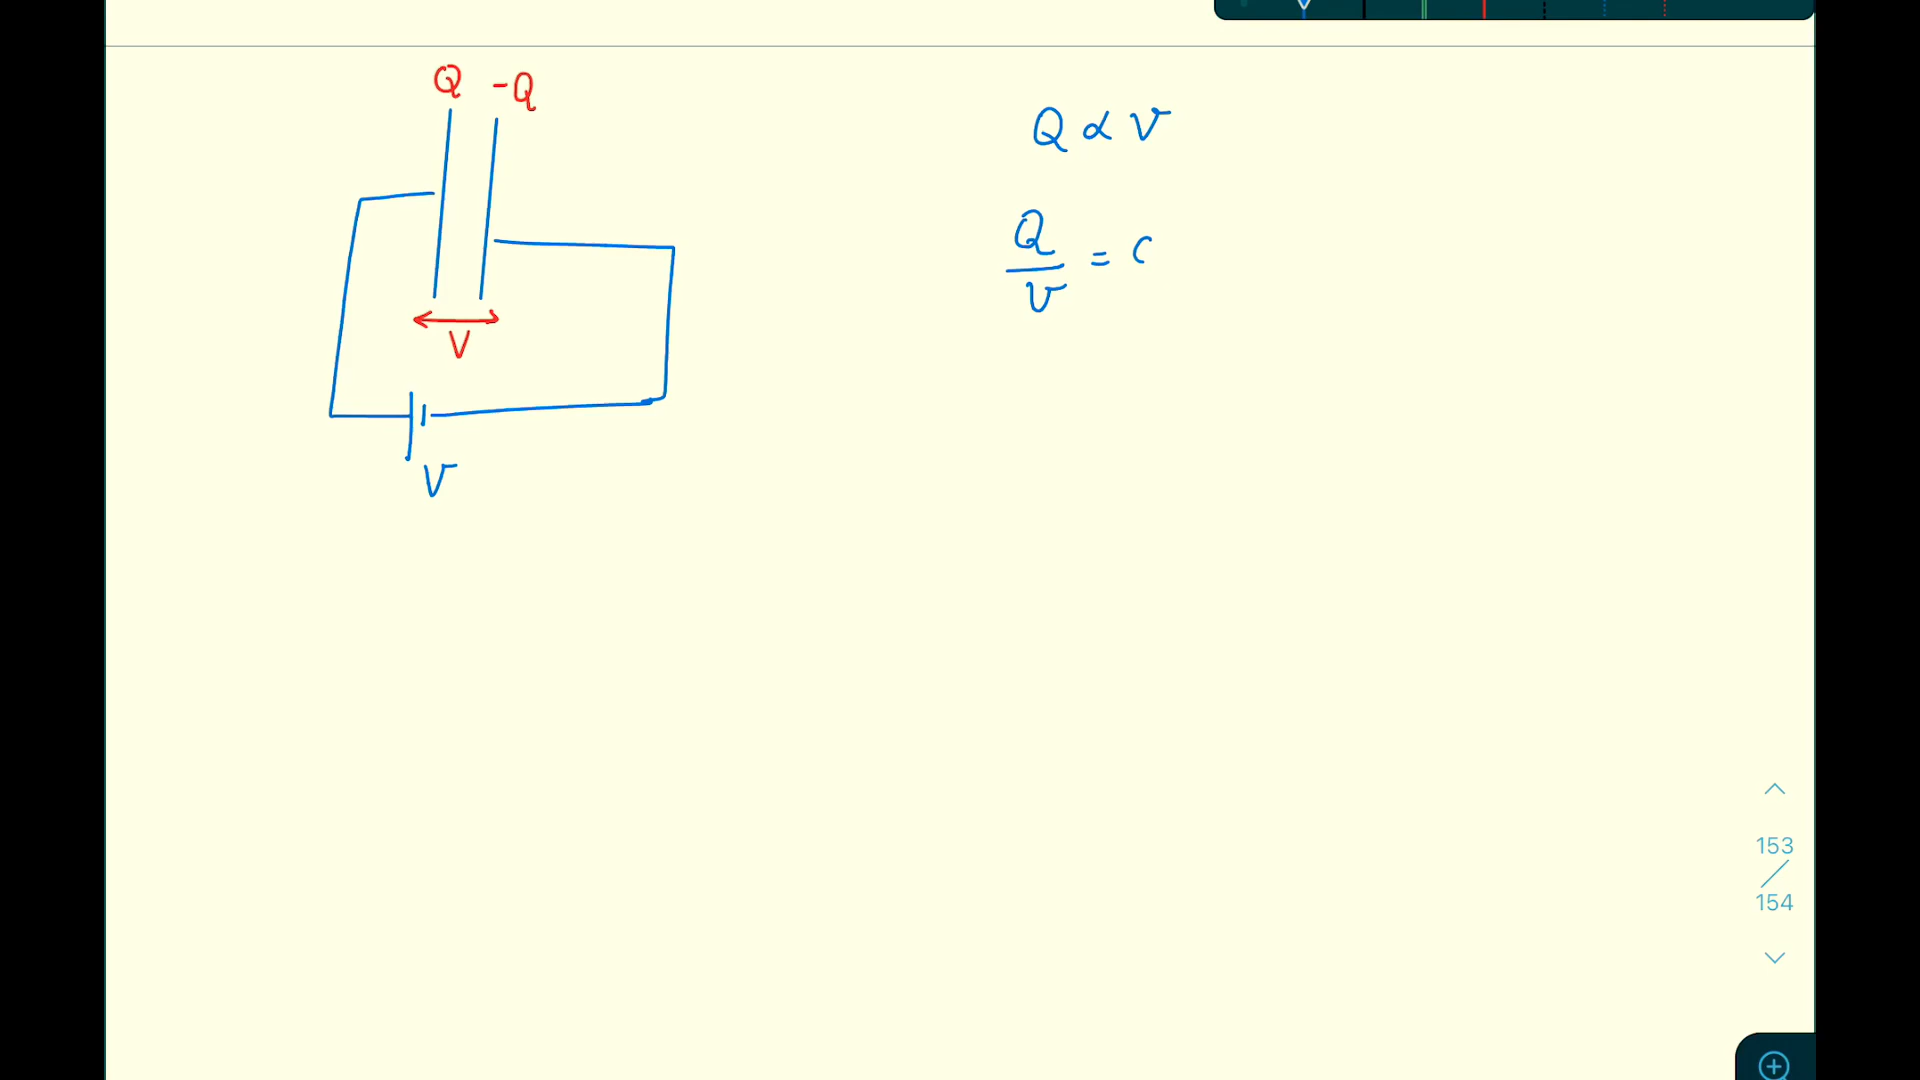 Q -Q
V
V
Q ∝ V
Q/V = C
153
/
154